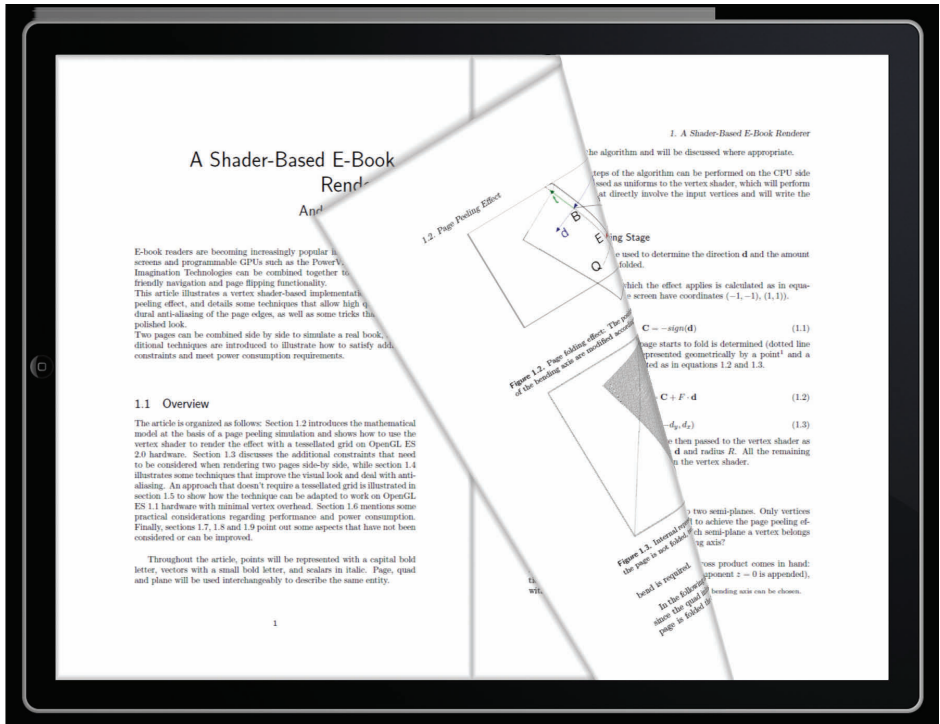 A Shader-Based E-Book
E-book readers are becoming increasingly popular
screens and programmable GPUs such as the
Imagination Technologies can be combined together to
friendly navigation and page flipping functionality.
This article illustrates a vertex shader-based
peeling effect, and details some techniques that allow high
dural anti-aliasing of the page edges, as well as some tricks
polished look.
Two pages can be combined side by side to simulate a real book,
ditional techniques are introduced to illustrate how to satisfy
constraints and meet power consumption requirements.
1.1 Overview
The article is organized as follows: Section 1.2 introduces the mathematical
model at the basis of a page peeling simulation and shows how to use the
vertex shader to render the effect with a tessellated grid on OpenGL ES
2.0 hardware. Section 1.3 discusses the additional constraints that need
to be considered when rendering two pages side-by side, while section 1.4
illustrates some techniques that improve the visual look and deal with anti-
aliasing. An approach that doesn't require a tessellated grid is illustrated in
section 1.5 to show how the technique can be adapted to work on OpenGL
ES 1.1 hardware with minimal vertex overhead. Section 1.6 mentions some
practical considerations regarding performance and power consumption.
Finally, sections 1.7, 1.8 and 1.9 point out some aspects that have not been
considered or can be improved.
Throughout the article, points will be represented with a capital bold
letter, vectors with a small bold letter, and scalars in italic. Page, quad
and plane will be used interchangeably to describe the same entity.
1
1.2. Page Peeling Effect
B
d
E
Q
Figure 1.2. Page folding effect: The
of the bending axis are modified
Figure 1.3. Internal
the page is not folded,
bend is required.
In the following
since the quad
page is folded
1. A Shader-Based E-Book Renderer
the algorithm and will be discussed where appropriate.
steps of the algorithm can be performed on the CPU side
as uniforms to the vertex shader, which will perform
at directly involve the input vertices and will write the
Stage
used to determine the direction d and the amount
folded.
which the effect applies is calculated as in equa-
screen have coordinates (−1, −1), (1, 1)).
C = −sign(d) (1.1)
page starts to fold is determined (dotted line
represented geometrically by a point¹ and a
as in equations 1.2 and 1.3.
C + F · d (1.2)
−dy, dx) (1.3)
then passed to the vertex shader as
d and radius R. All the remaining
in the vertex shader.
two semi-planes. Only vertices
to achieve the page peeling ef-
semi-plane a vertex belongs
axis?
product comes in hand:
z = 0 is appended),
bending axis can be chosen.